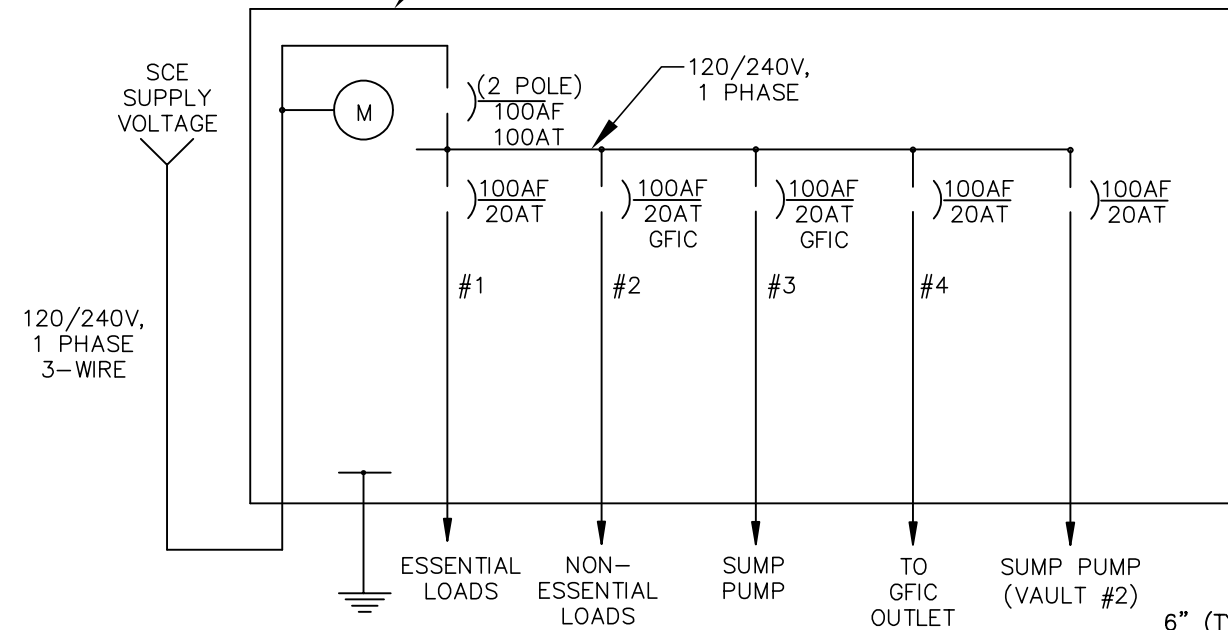 SCE
SUPPLY
VOLTAGE
M
(2 POLE)
100AF
100AT
120/240V,
1 PHASE
100AF
20AT
100AF
20AT
GFIC
100AF
20AT
GFIC
100AF
20AT
100AF
20AT
#1
#2
#3
#4
120/240V,
1 PHASE
3-WIRE
ESSENTIAL
LOADS
NON-
ESSENTIAL
LOADS
SUMP
PUMP
TO
GFIC
OUTLET
SUMP PUMP
(VAULT #2)
6"